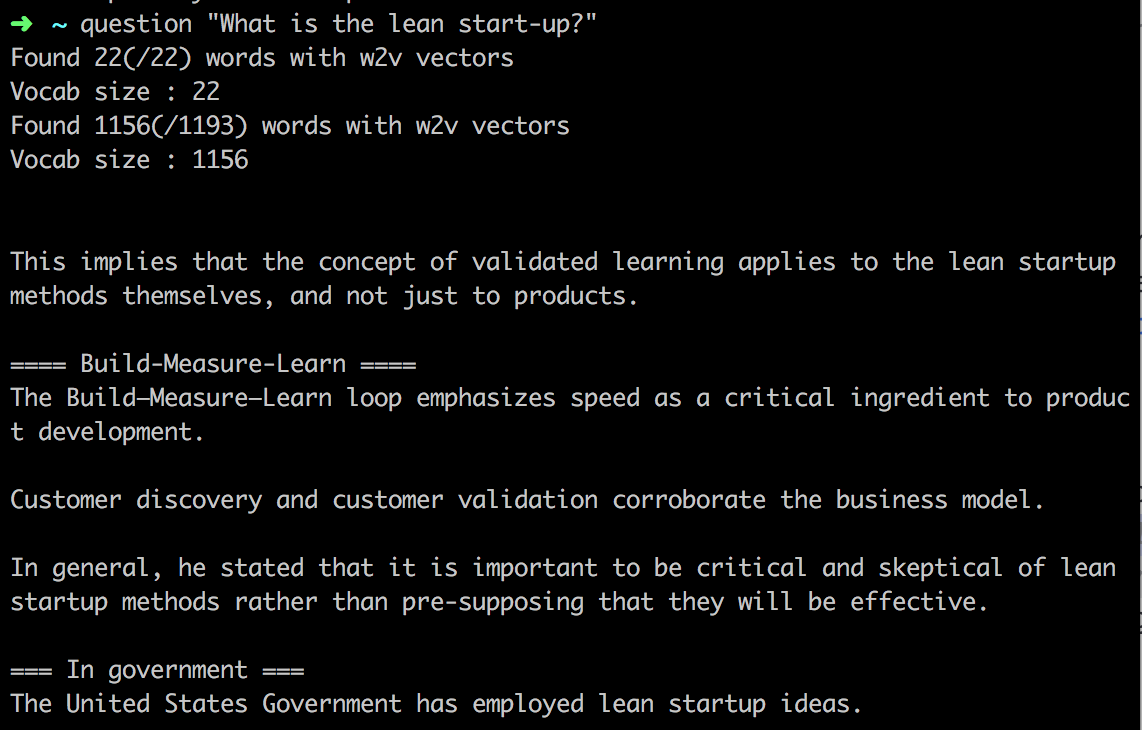 ➜ ~ question "What is the lean start-up?"
Found 22(/22) words with w2v vectors
Vocab size : 22
Found 1156(/1193) words with w2v vectors
Vocab size : 1156
This implies that the concept of validated learning applies to the lean startup
methods themselves, and not just to products.
==== Build-Measure-Learn ====
The Build–Measure–Learn loop emphasizes speed as a critical ingredient to produc
t development.
Customer discovery and customer validation corroborate the business model.
In general, he stated that it is important to be critical and skeptical of lean
startup methods rather than pre-supposing that they will be effective.
=== In government ===
The United States Government has employed lean startup ideas.